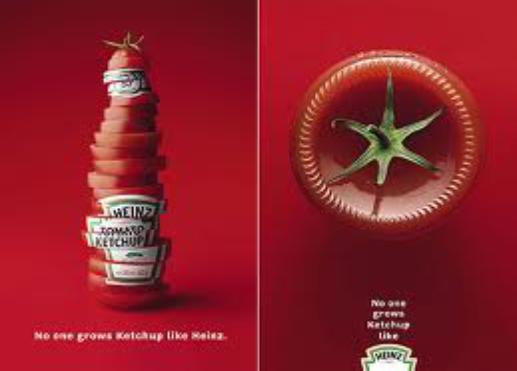 HEINZ
TOMATO
KETCHUP
No one grows Ketchup like Heinz.
No one
grows
Ketchup
like
HEINZ